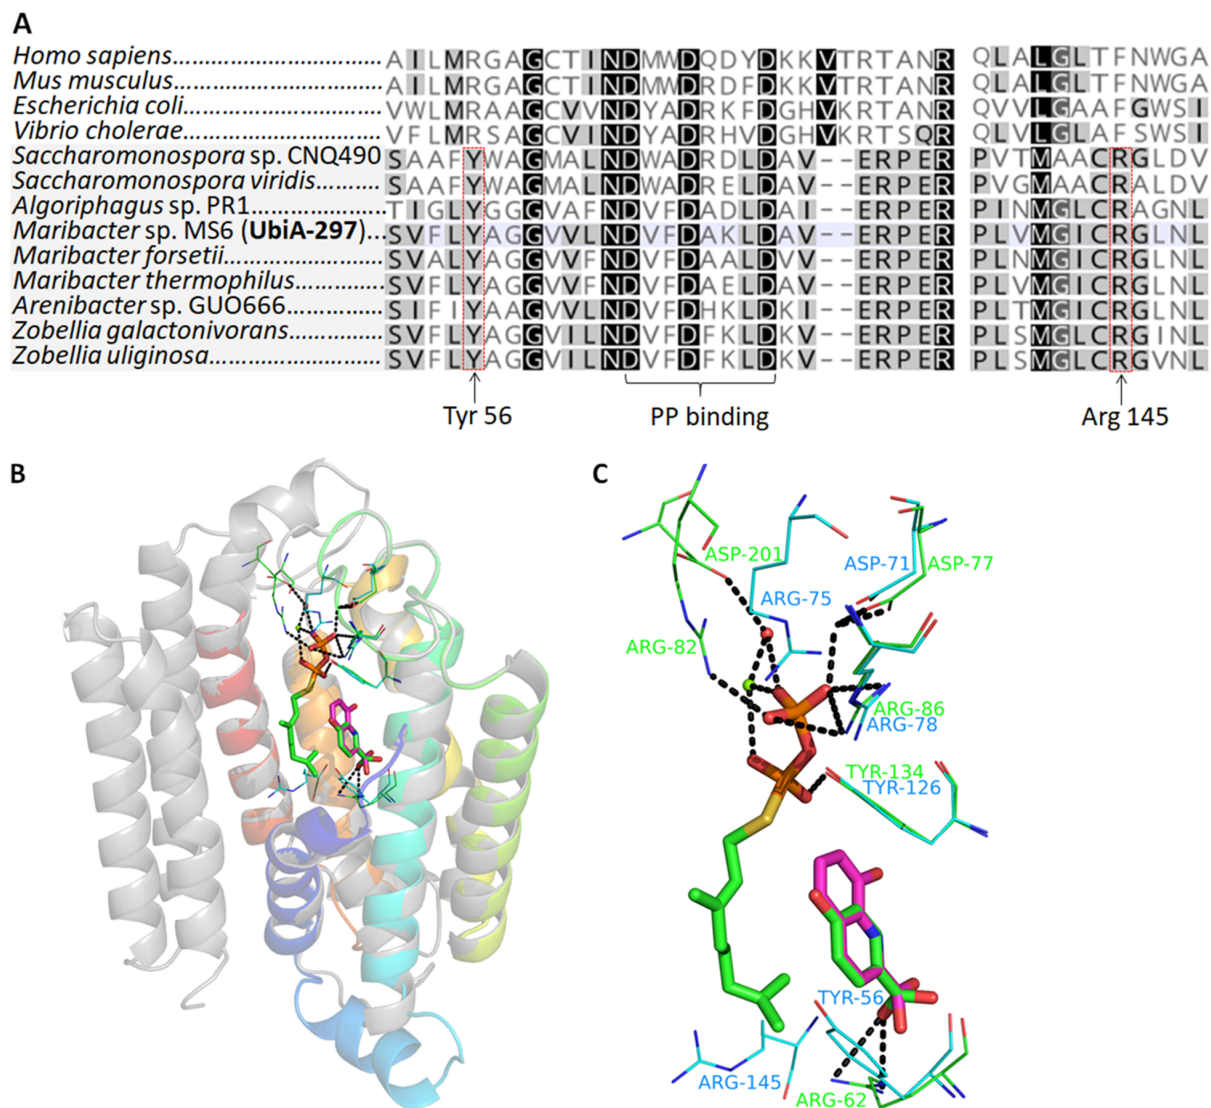 A
Homo sapiens........................... AILMRGAGCTINDMWDQDYDKKVTRTANR QLALGLTFNWGA
Mus musculus........................... AILMRGAGCTINDMWDRDFDKKVTRTANR QLALGLTFNWGA
Escherichia coli......................... VWLMRAAGCVVNDYADRKFDGHVKRTANR QVVLGAAFGWSI
Vibrio cholerae......................... VFLMRSAGCVINDYADRHVDGHVKRTSQR QLVLGLAFSWSI
Saccharomonospora sp. CNQ490 SAAFYWAGMALNDWADRDLDAV--ERPER PVTMAACRGLDV
Saccharomonospora viridis.......... SAAFYWAGMALNDWADRELDAV--ERPER PVGMAACRALDV
Algoriphagus sp. PR1.................... TIGLYGGGVAFNDVFDADLDAI--ERPER PINMGLCRAGNL
Maribacter sp. MS6 (UbiA-297)... SVFLYAGGVVLNDVFDAKLDAV--ERPER PLVMGICRGLNL
Maribacter forsetii....................... SVALYAGGVVFNDVFDAALDVV--ERPER PLLMGICRGLNL
Maribacter thermophilus............. SVFLYAGGVVFNDVFDAELDAV--ERPER PLLMGICRGLNL
Arenibacter sp. GUO666.............. SIFIYAAGVVLNDVFDHKLDKI--ERPER PLTMGICRGLNL
Zobellia galactonivorans.............. SVFLYAGGVILNDVFDFKLDKV--ERPER PLSMGLCRGINL
Zobellia uliginosa.......................... SVFLYAGGVILNDVFDFKLDKV--ERPER PLSMGLCRGVNL
Tyr 56 PP binding Arg 145
B
C
ASP-201
ASP-71 ASP-77
ARG-75
ARG-82
ARG-86
ARG-78
TYR-134
TYR-126
TYR-56
ARG-145
ARG-62